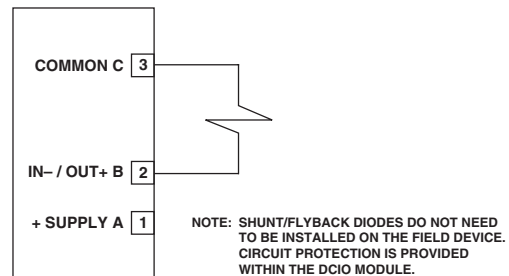 COMMON C 3
IN– / OUT+ B 2
+ SUPPLY A 1
NOTE: SHUNT/FLYBACK DIODES DO NOT NEED
TO BE INSTALLED ON THE FIELD DEVICE.
CIRCUIT PROTECTION IS PROVIDED
WITHIN THE DCIO MODULE.